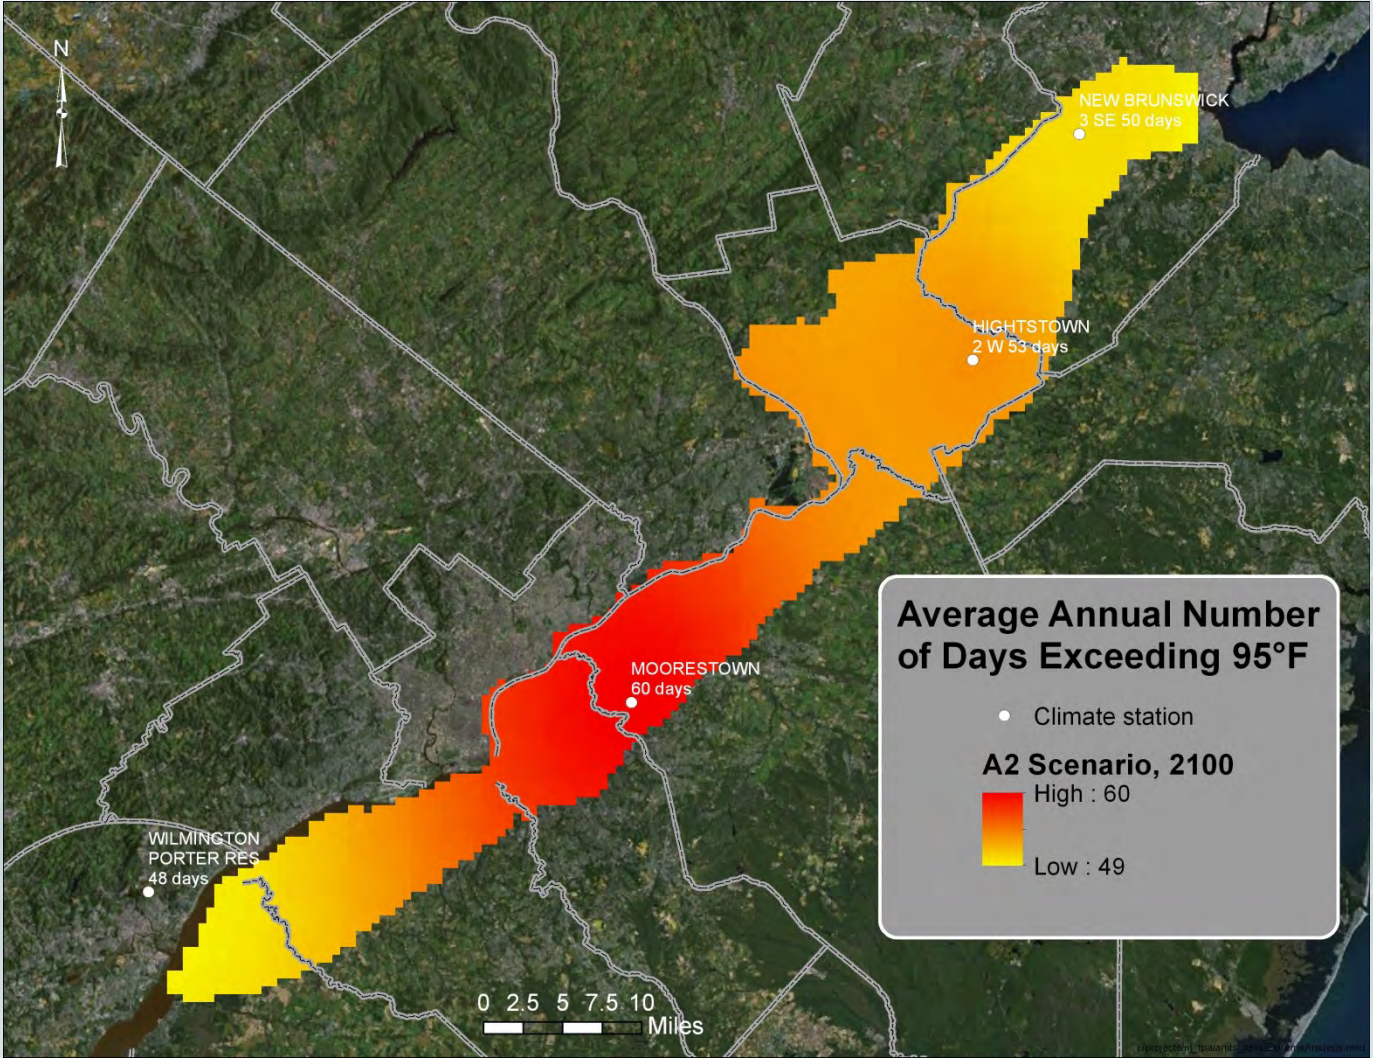 N
NEW BRUNSWICK
3 SE 50 days
HIGHTSTOWN
2 W 53 days
MOORESTOWN
60 days
WILMINGTON
PORTER RES
48 days
Average Annual Number
of Days Exceeding 95°F
Climate station
A2 Scenario, 2100
High : 60
Low : 49
0 2.5 5 7.5 10
Miles